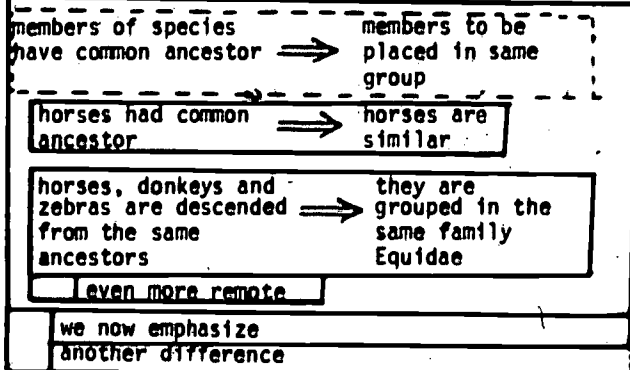 members of species members to be
have common ancestor ⟹ placed in same
group
horses had common ⟹ horses are
ancestor similar
horses, donkeys and they are
zebras are descended ⟹ grouped in the
from the same same family
ancestors Equidae
even more remote
we now emphasize
another difference